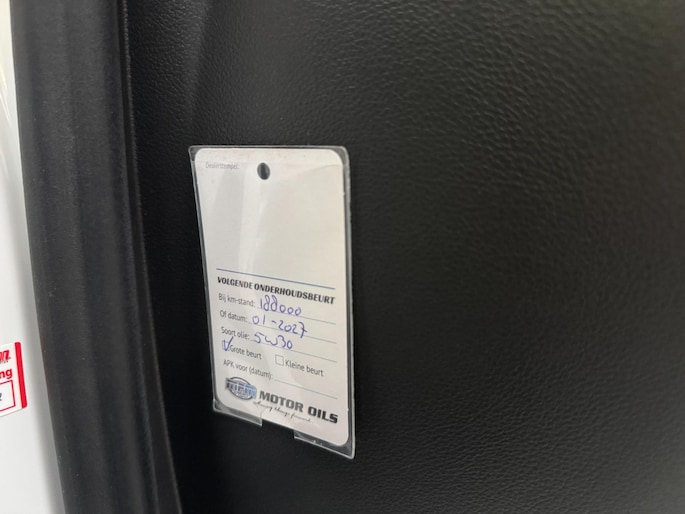 Dealerstempel:
VOLGENDE ONDERHOUDSBEURT
Bij km-stand: 188000
Of datum: 01-2027
Soort olie: 5W30
Grote beurt Kleine beurt
APK voor (datum):
MOTOR OILS
ng